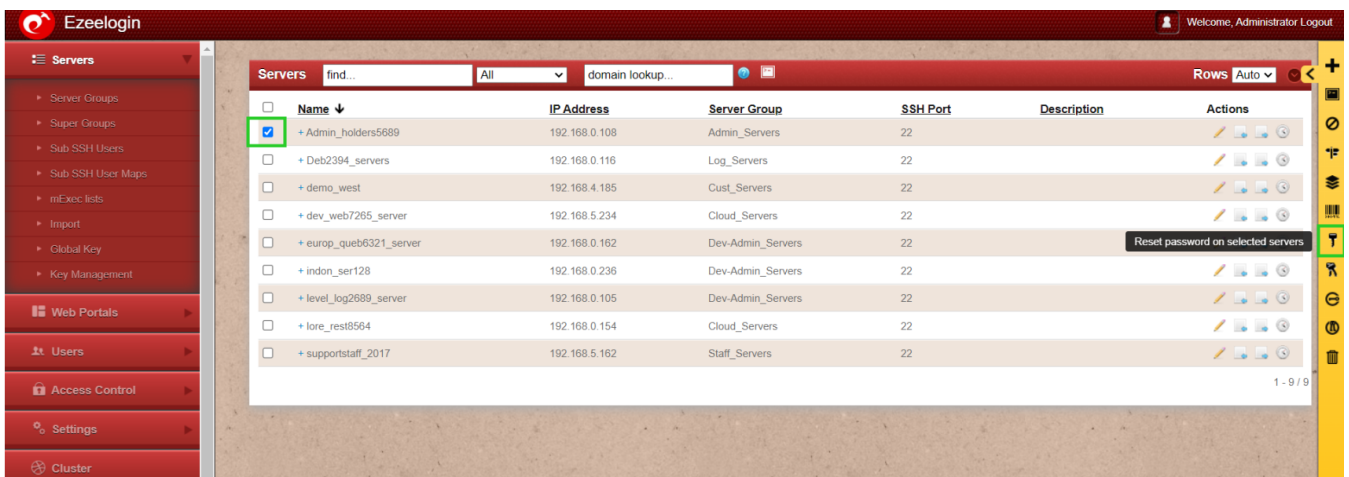 Ezeelogin
Welcome, Administrator Logout
Servers
Server Groups
Super Groups
Sub SSH Users
Sub SSH User Maps
mExec lists
Import
Global Key
Key Management
Web Portals
Users
Access Control
Settings
Cluster
Servers find... All domain lookup... Rows Auto
Name IP Address Server Group SSH Port Description Actions
+ Admin_holders5689 192.168.0.108 Admin_Servers 22
+ Deb2394_servers 192.168.0.116 Log_Servers 22
+ demo_west 192.168.4.185 Cust_Servers 22
+ dev_web7265_server 192.168.5.234 Cloud_Servers 22
+ europ_queb6321_server 192.168.0.162 Dev-Admin_Servers 22
Reset password on selected servers
+ indon_ser128 192.168.0.236 Dev-Admin_Servers 22
+ level_log2689_server 192.168.0.105 Dev-Admin_Servers 22
+ lore_rest8564 192.168.0.154 Cloud_Servers 22
+ supportstaff_2017 192.168.5.162 Staff_Servers 22
1 - 9 / 9